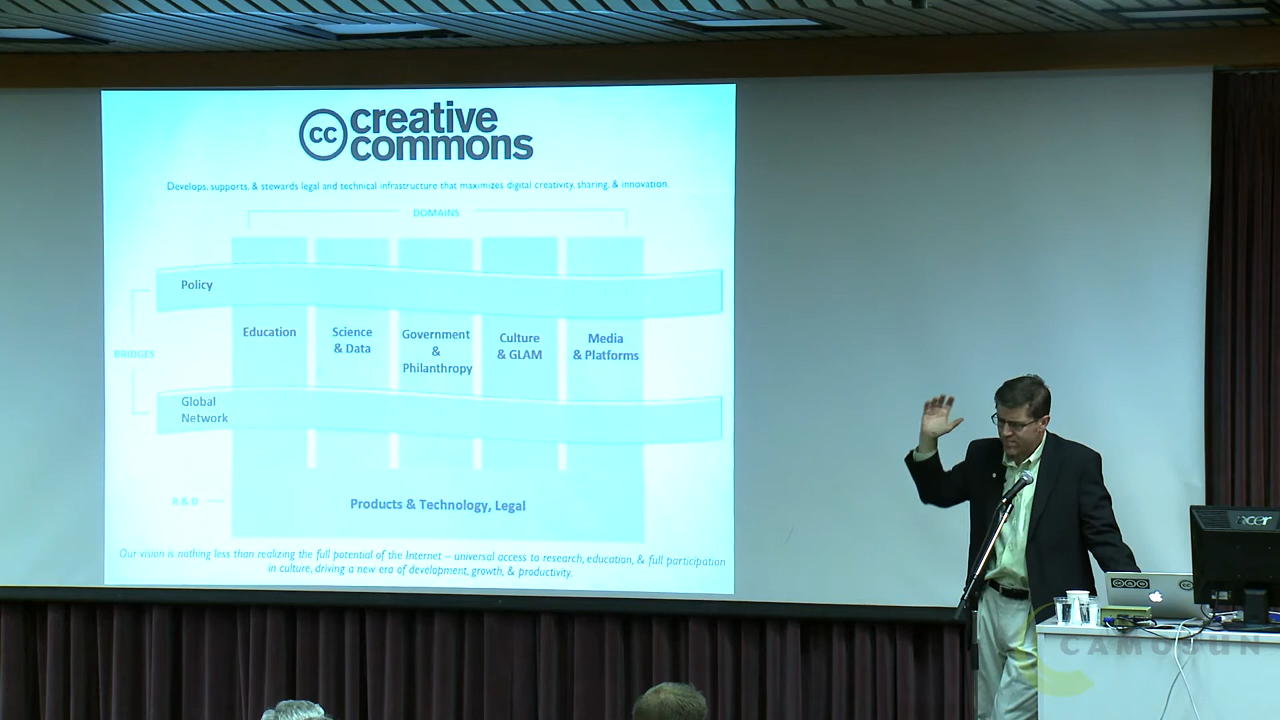 cc creative
commons
Develops, supports, & stewards legal and technical infrastructure that maximizes digital creativity, sharing, & innovation.
DOMAINS
Policy
Education
Science
& Data
Government
&
Philanthropy
Culture
& GLAM
Media
& Platforms
BRIDGES
Global
Network
R & D
Products & Technology, Legal
Our vision is nothing less than realizing the full potential of the Internet – universal access to research, education, & full participation
in culture, driving a new era of development, growth, & productivity.
acer
CAMOSUN